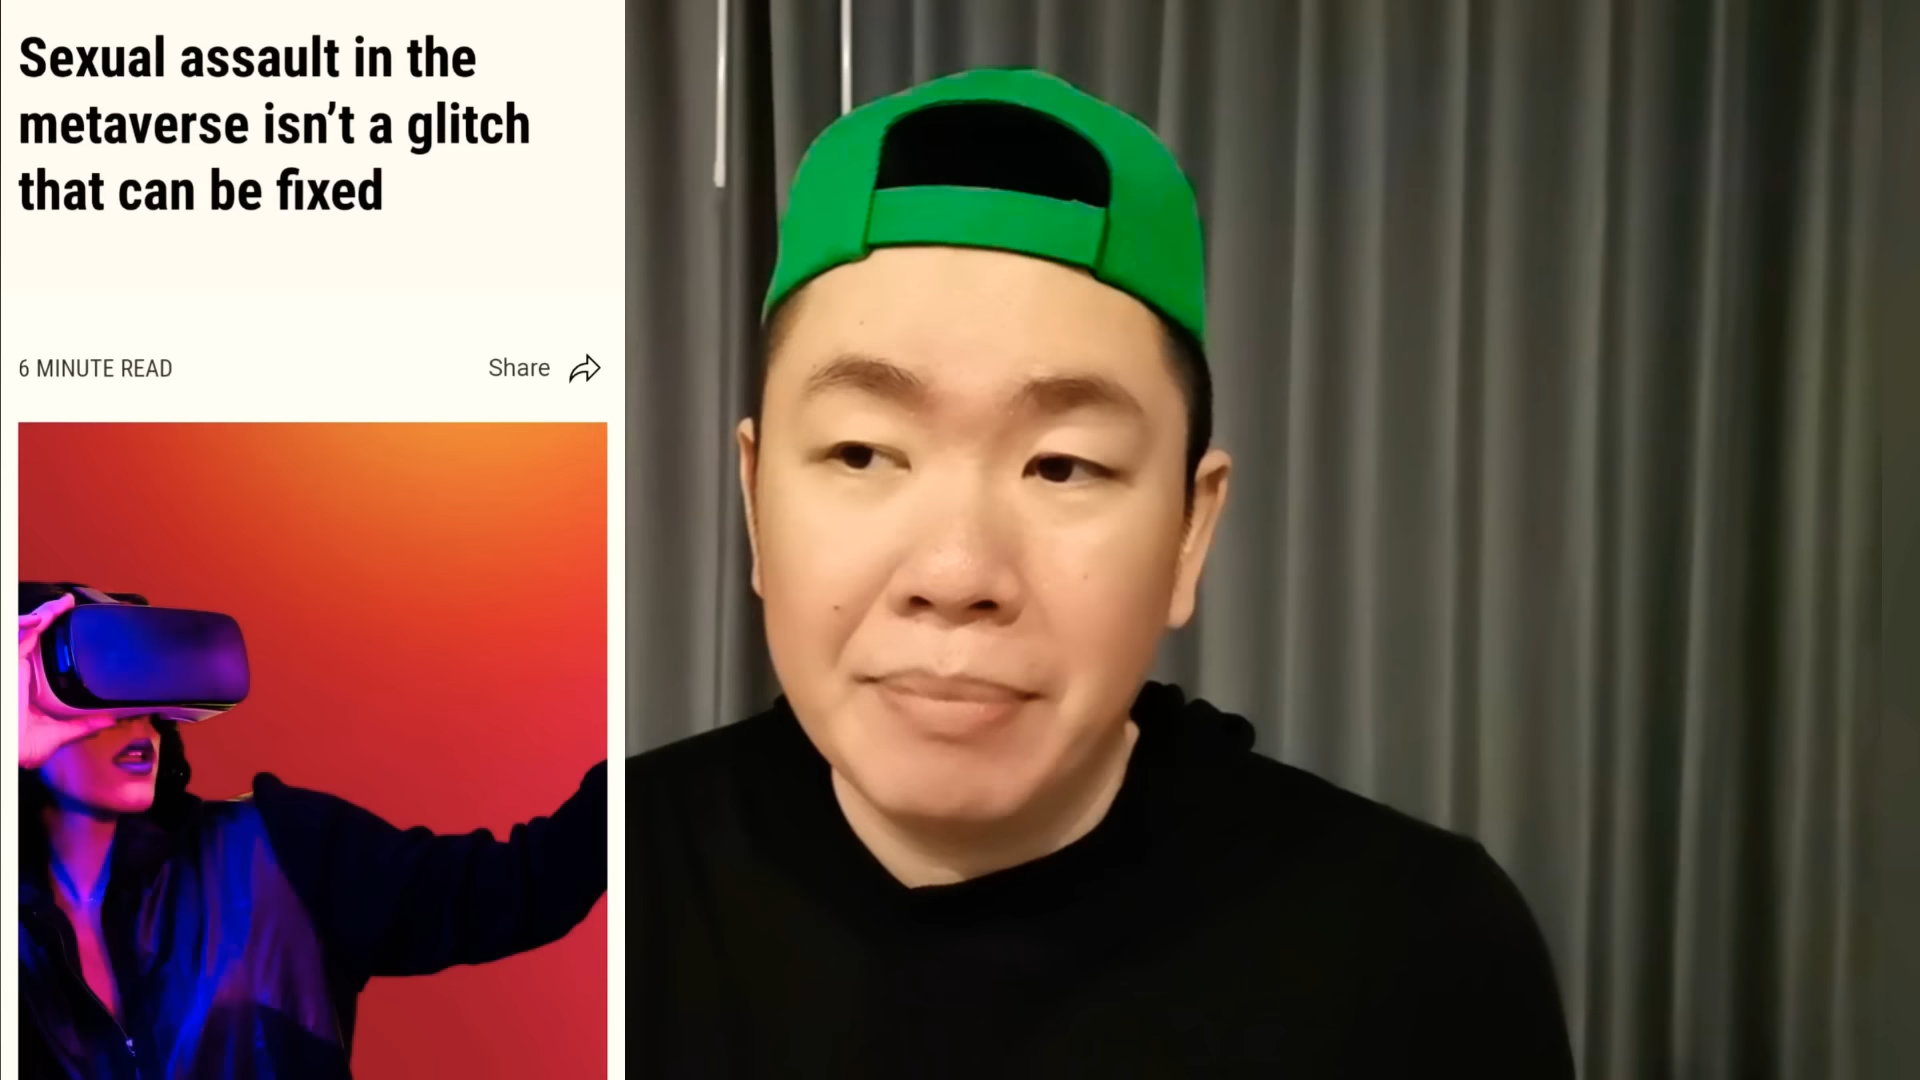 Sexual assault in the
metaverse isn’t a glitch
that can be fixed
6 MINUTE READ
Share